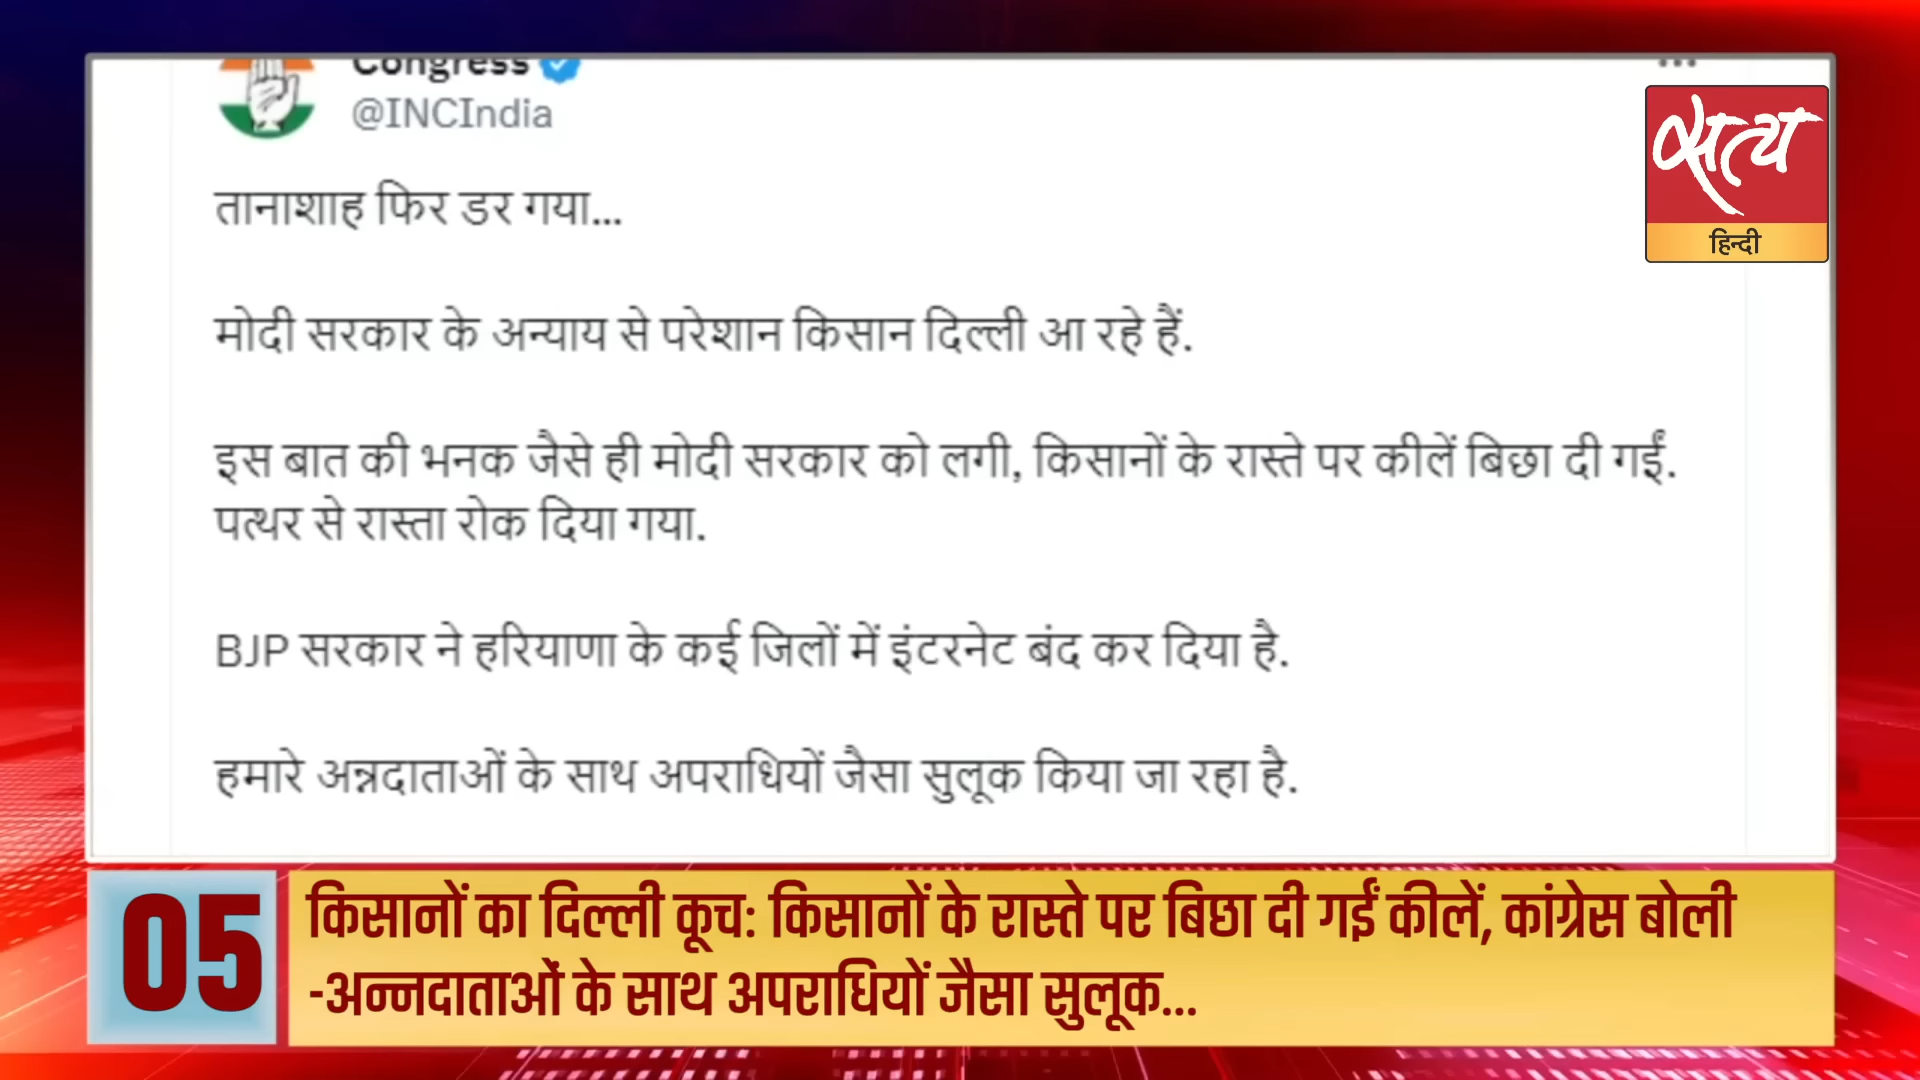 Congress
@INCIndia
सत्य
हिन्दी
तानाशाह फिर डर गया...
मोदी सरकार के अन्याय से परेशान किसान दिल्ली आ रहे हैं.
इस बात की भनक जैसे ही मोदी सरकार को लगी, किसानों के रास्ते पर कीलें बिछा दी गईं.
पत्थर से रास्ता रोक दिया गया.
BJP सरकार ने हरियाणा के कई जिलों में इंटरनेट बंद कर दिया है.
हमारे अन्नदाताओं के साथ अपराधियों जैसा सुलूक किया जा रहा है.
05
किसानों का दिल्ली कूच: किसानों के रास्ते पर बिछा दी गईं कीलें, कांग्रेस बोली
-अन्नदाताओं के साथ अपराधियों जैसा सुलूक...